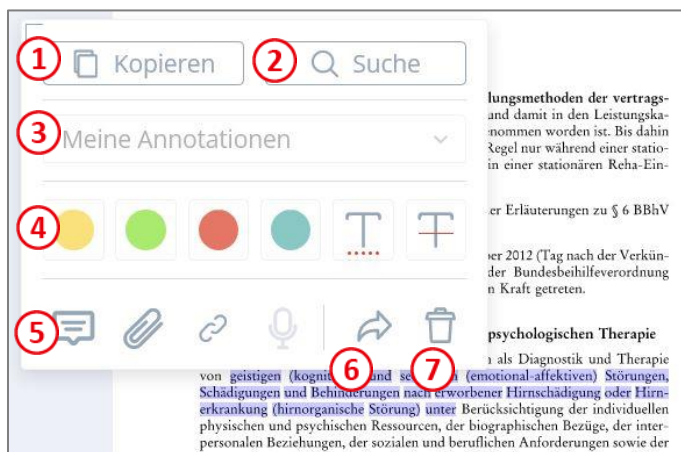 1 Kopieren 2 Suche
3 Meine Annotationen
4 T T
5
6 7
lungsmethoden der vertrags-
und damit in den Leistungska-
enommen worden ist. Bis dahin
Regel nur während einer statio-
in einer stationären Reha-Ein-
er Erläuterungen zu § 6 BBhV
er 2012 (Tag nach der Verkün-
der Bundesbeihilfeverordnung
n Kraft getreten.
psychologischen Therapie
als Diagnostik und Therapie
von geistigen (kognit und se (emotional-affektiven) Störungen,
Schädigungen und Behinderungen nach erworbener Hirnschädigung oder Hirn-
erkrankung (hirnorganische Störung) unter Berücksichtigung der individuellen
physischen und psychischen Ressourcen, der biographischen Bezüge, der inter-
personalen Beziehungen, der sozialen und beruflichen Anforderungen sowie der